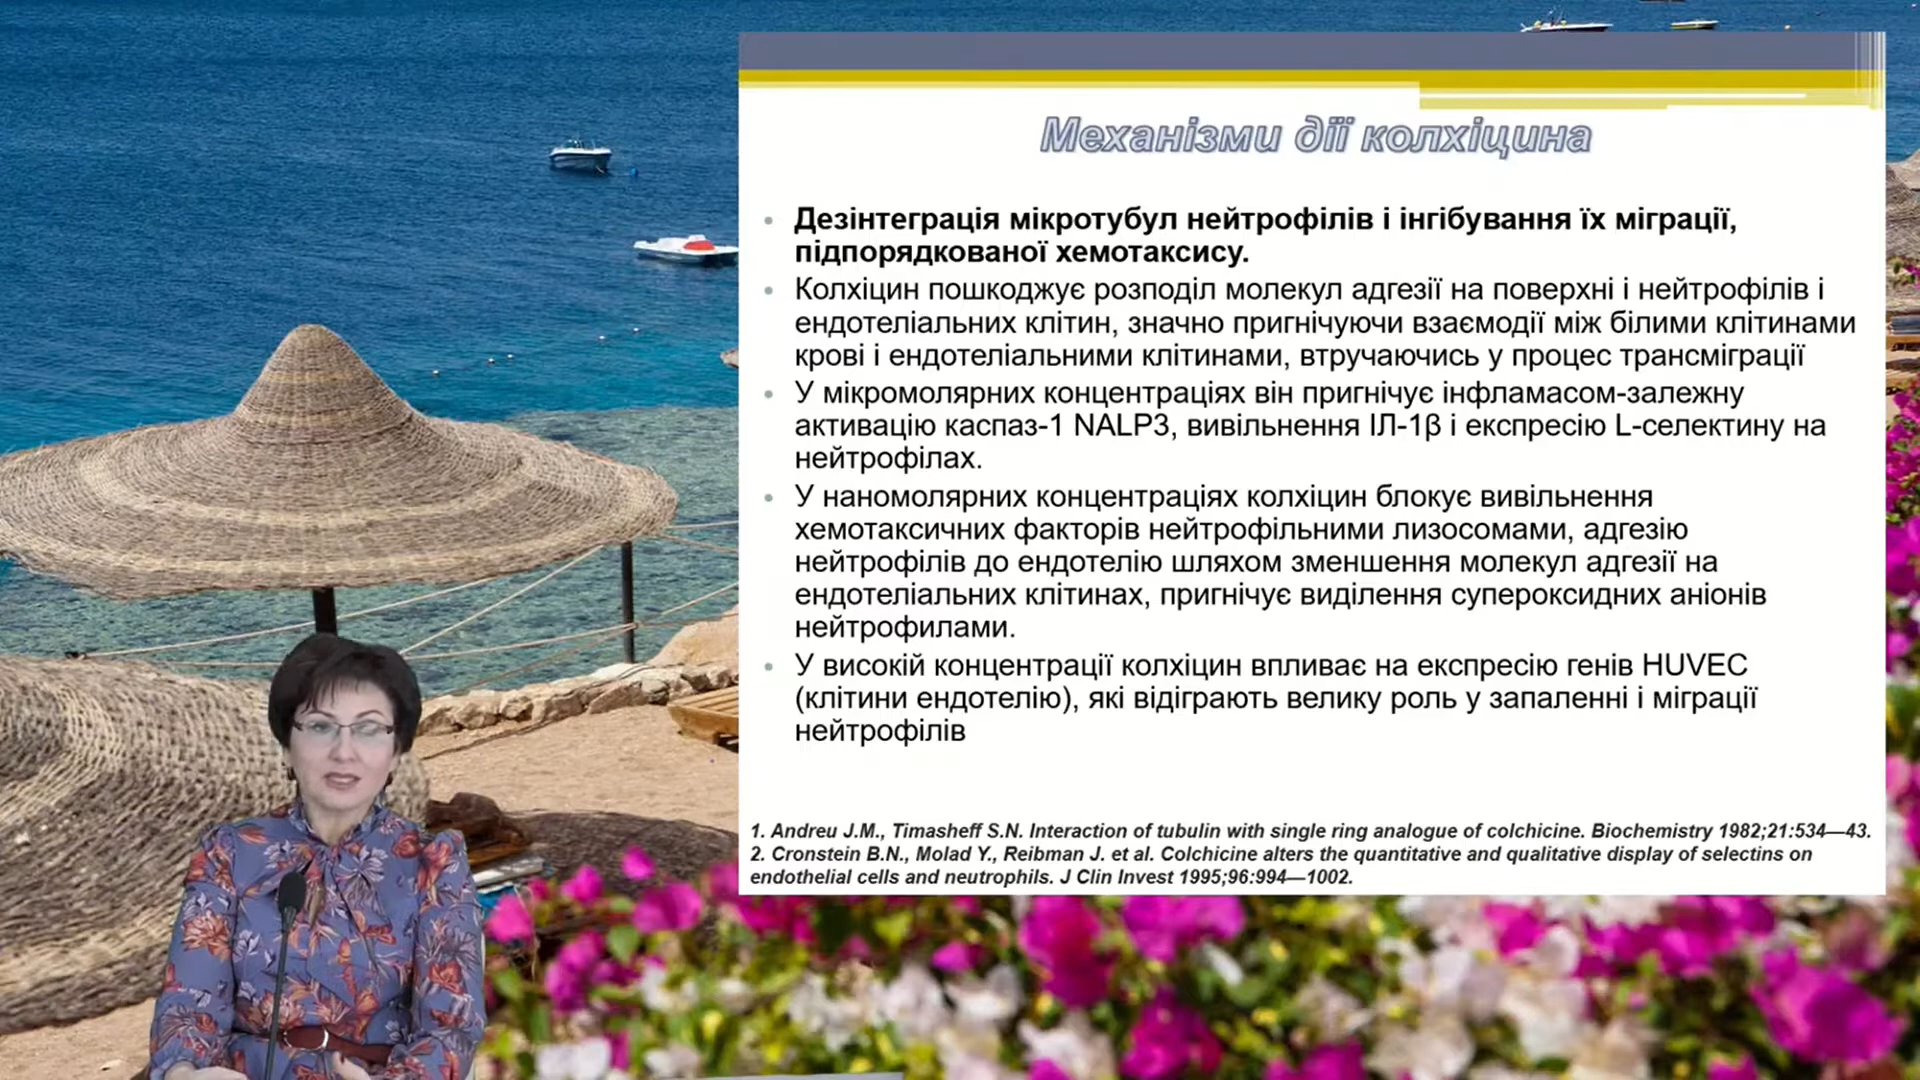 Механізми дії колхіцина
Дезінтеграція мікротубул нейтрофілів і інгібування їх міграції,
підпорядкованої хемотаксису.
Колхіцин пошкоджує розподіл молекул адгезії на поверхні і нейтрофілів і
ендотеліальних клітин, значно пригнічуючи взаємодії між білими клітинами
крові і ендотеліальними клітинами, втручаючись у процес трансміграції
У мікромолярних концентраціях він пригнічує інфламасом-залежну
активацію каспаз-1 NALP3, вивільнення ІЛ-1β і експресію L-селектину на
нейтрофілах.
У наномолярних концентраціях колхіцин блокує вивільнення
хемотаксичних факторів нейтрофільними лизосомами, адгезію
нейтрофілів до ендотелію шляхом зменшення молекул адгезії на
ендотеліальних клітинах, пригнічує виділення супероксидних аніонів
нейтрофилами.
У високій концентрації колхіцин впливає на експресію генів HUVEC
(клітини ендотелію), які відіграють велику роль у запаленні і міграції
нейтрофілів
1. Andreu J.M., Timasheff S.N. Interaction of tubulin with single ring analogue of colchicine. Biochemistry 1982;21:534—43.
2. Cronstein B.N., Molad Y., Reibman J. et al. Colchicine alters the quantitative and qualitative display of selectins on
endothelial cells and neutrophils. J Clin Invest 1995;96:994—1002.